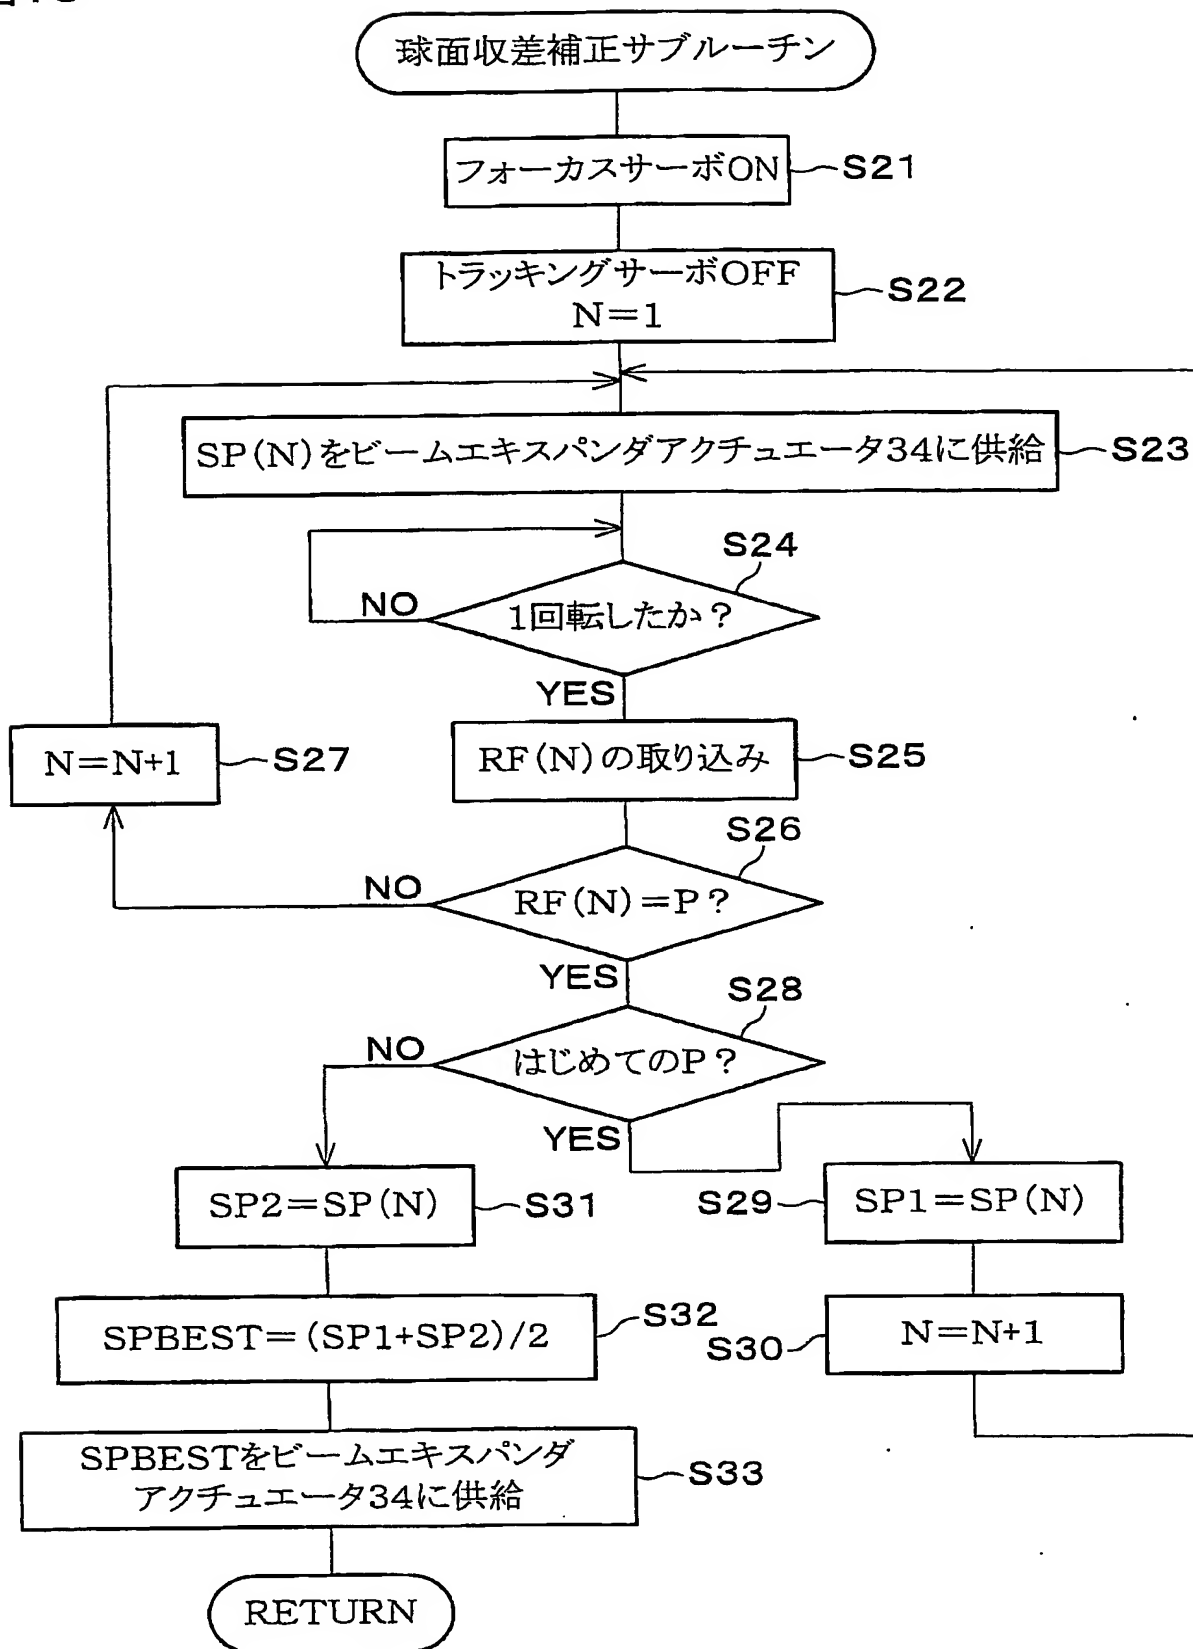 球面収差補正サブルーチン
フォーカスサーボON
S21
トラッキングサーボOFF
N=1
S22
SP(N)をビームエキスパンダアクチュエータ34に供給
S23
S24
NO
1回転したか?
YES
N=N+1
S27
RF(N)の取り込み
S25
S26
NO
RF(N)=P?
YES
S28
NO
はじめてのP?
YES
SP2=SP(N)
S31
S29
SP1=SP(N)
SPBEST=(SP1+SP2)/2
S32
S30
N=N+1
SPBESTをビームエキスパンダ
アクチュエータ34に供給
S33
RETURN